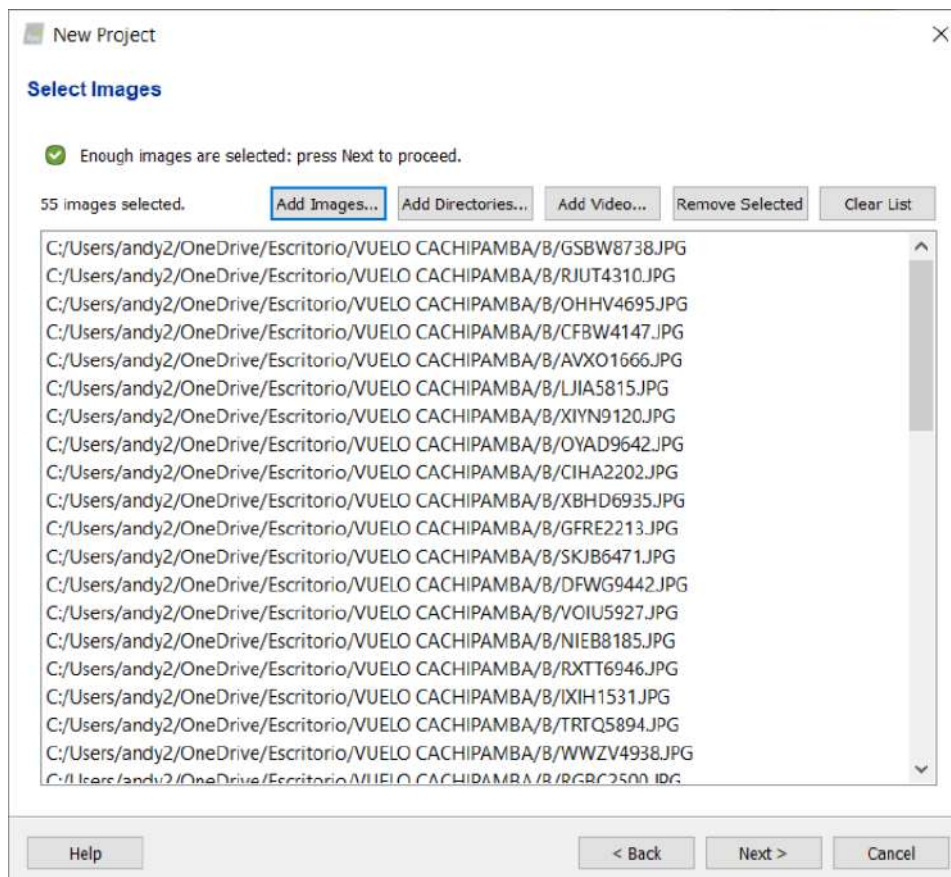 New Project
Select Images
Enough images are selected: press Next to proceed.
55 images selected. Add Images... Add Directories... Add Video... Remove Selected Clear List
C:/Users/andy2/OneDrive/Escritorio/VUELO CACHIPAMBA/B/GSBW8738.JPG
C:/Users/andy2/OneDrive/Escritorio/VUELO CACHIPAMBA/B/RJUT4310.JPG
C:/Users/andy2/OneDrive/Escritorio/VUELO CACHIPAMBA/B/OHHV4695.JPG
C:/Users/andy2/OneDrive/Escritorio/VUELO CACHIPAMBA/B/CFBW4147.JPG
C:/Users/andy2/OneDrive/Escritorio/VUELO CACHIPAMBA/B/AVXO1666.JPG
C:/Users/andy2/OneDrive/Escritorio/VUELO CACHIPAMBA/B/LJIA5815.JPG
C:/Users/andy2/OneDrive/Escritorio/VUELO CACHIPAMBA/B/XIYN9120.JPG
C:/Users/andy2/OneDrive/Escritorio/VUELO CACHIPAMBA/B/OYAD9642.JPG
C:/Users/andy2/OneDrive/Escritorio/VUELO CACHIPAMBA/B/CIHA2202.JPG
C:/Users/andy2/OneDrive/Escritorio/VUELO CACHIPAMBA/B/XBHD6935.JPG
C:/Users/andy2/OneDrive/Escritorio/VUELO CACHIPAMBA/B/GFRE2213.JPG
C:/Users/andy2/OneDrive/Escritorio/VUELO CACHIPAMBA/B/SKJB6471.JPG
C:/Users/andy2/OneDrive/Escritorio/VUELO CACHIPAMBA/B/DFWG9442.JPG
C:/Users/andy2/OneDrive/Escritorio/VUELO CACHIPAMBA/B/VOIU5927.JPG
C:/Users/andy2/OneDrive/Escritorio/VUELO CACHIPAMBA/B/NIEB8185.JPG
C:/Users/andy2/OneDrive/Escritorio/VUELO CACHIPAMBA/B/RXTT6946.JPG
C:/Users/andy2/OneDrive/Escritorio/VUELO CACHIPAMBA/B/IXIH1531.JPG
C:/Users/andy2/OneDrive/Escritorio/VUELO CACHIPAMBA/B/TRTQ5894.JPG
C:/Users/andy2/OneDrive/Escritorio/VUELO CACHIPAMBA/B/WWZV4938.JPG
C:/Users/andy2/OneDrive/Escritorio/VUELO CACHIPAMBA/B/RGBC2500.JPG
Help < Back Next > Cancel